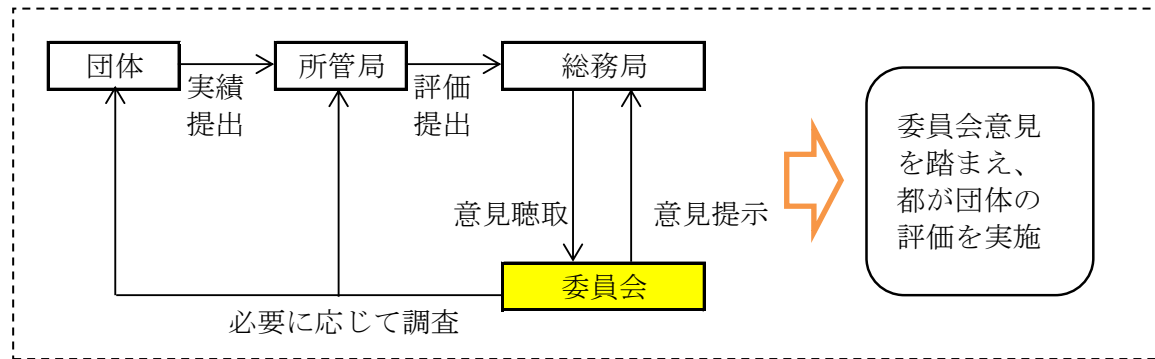 団体
実績
提出
所管局
評価
提出
総務局
意見聴取
意見提示
委員会
必要に応じて調査
委員会意見
を踏まえ、
都が団体の
評価を実施